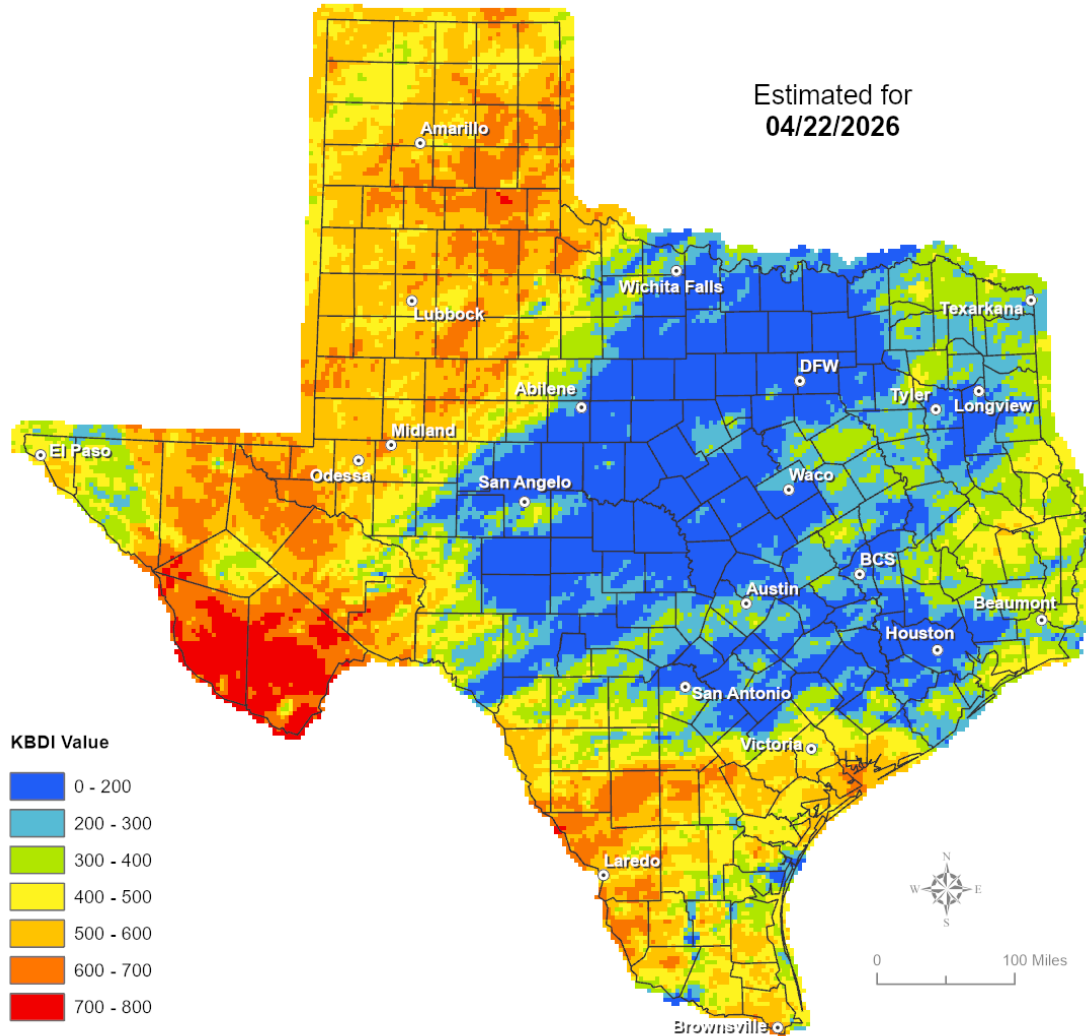 Estimated for
04/22/2026
Amarillo
Wichita Falls
Texarkana
Lubbock
DFW
Abilene
Tyler
Longview
Midland
El Paso
Odessa
San Angelo
Waco
BCS
Austin
Beaumont
Houston
San Antonio
Victoria
Laredo
Brownsville
KBDI Value
0 - 200
200 - 300
300 - 400
400 - 500
500 - 600
600 - 700
700 - 800
N
W E
S
0 100 Miles